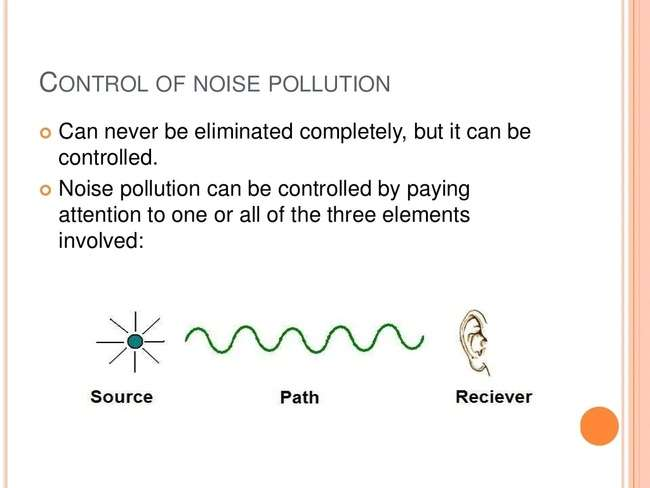 CONTROL OF NOISE POLLUTION
Can never be eliminated completely, but it can be
controlled.
Noise pollution can be controlled by paying
attention to one or all of the three elements
involved:
Source Path Reciever